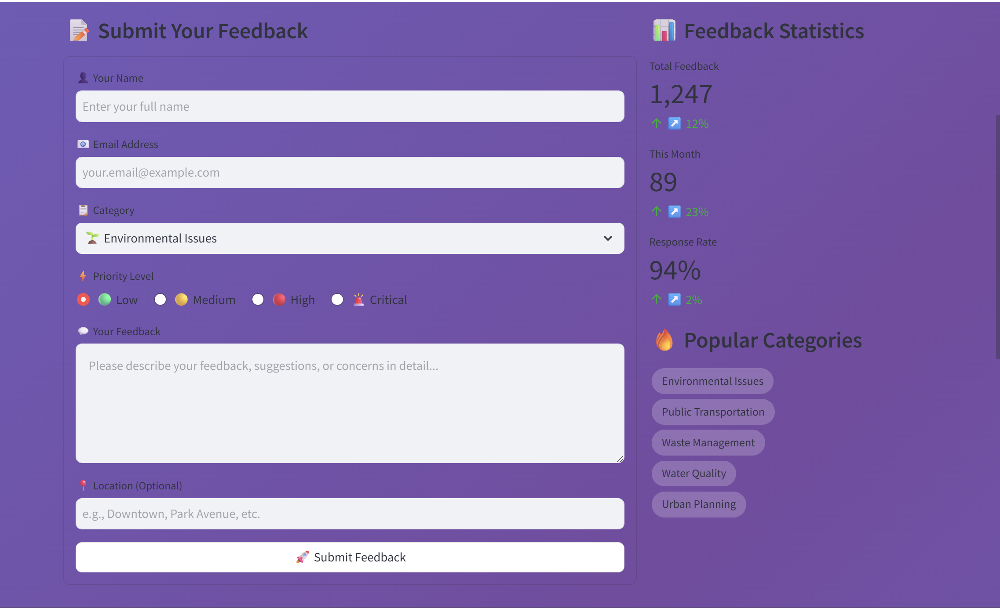 Submit Your Feedback
Your Name
Enter your full name
Email Address
your.email@example.com
Category
Environmental Issues
Priority Level
Low Medium High Critical
Your Feedback
Please describe your feedback, suggestions, or concerns in detail...
Location (Optional)
e.g., Downtown, Park Avenue, etc.
Submit Feedback
Feedback Statistics
Total Feedback
1,247
↑ ↗ 12%
This Month
89
↑ ↗ 23%
Response Rate
94%
↑ ↗ 2%
Popular Categories
Environmental Issues
Public Transportation
Waste Management
Water Quality
Urban Planning